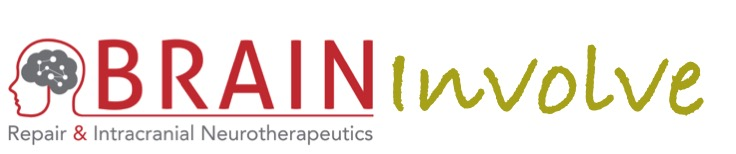 BRAIN Involve
Repair & Intracranial Neurotherapeutics